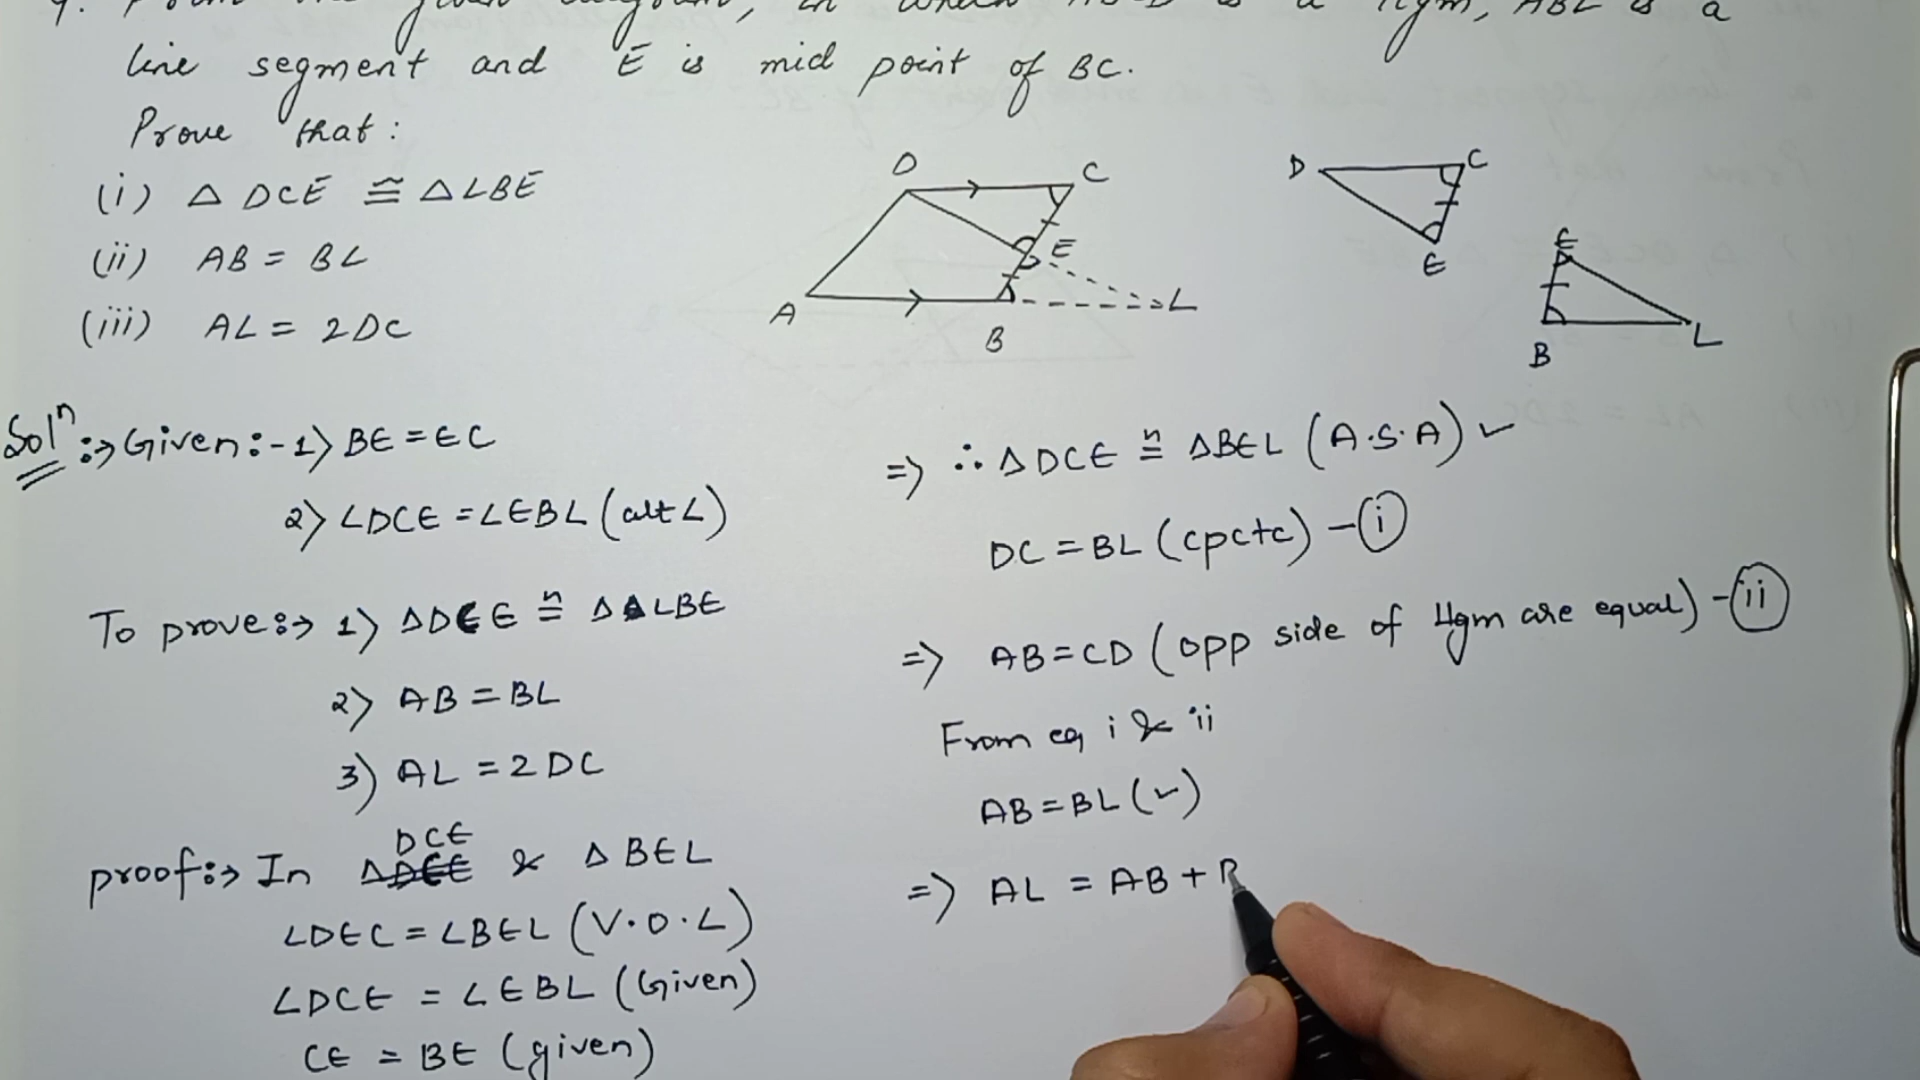 line segment and E is mid point of BC.
Prove that :
(i) △ DCE ≅ △ LBE
(ii) AB = BL
(iii) AL = 2DC
D C
E
A B L
D C
E
E
B L
Solⁿ :→ Given :- 1) BE = EC
2) ∠DCE = ∠EBL (alt ∠)
To prove :→ 1) △DCE ≅ △LBE
2) AB = BL
3) AL = 2DC
proof :→ In △DCE & △BEL
∠DEC = ∠BEL (V.O.∠)
∠DCE = ∠EBL (Given)
CE = BE (given)
=> ∴ △DCE ≅ △BEL (A.S.A) ✓
DC = BL (cpctc) - (i)
=> AB = CD (opp side of ||gm are equal) - (ii)
From eq i & ii
AB = BL (✓)
=> AL = AB +